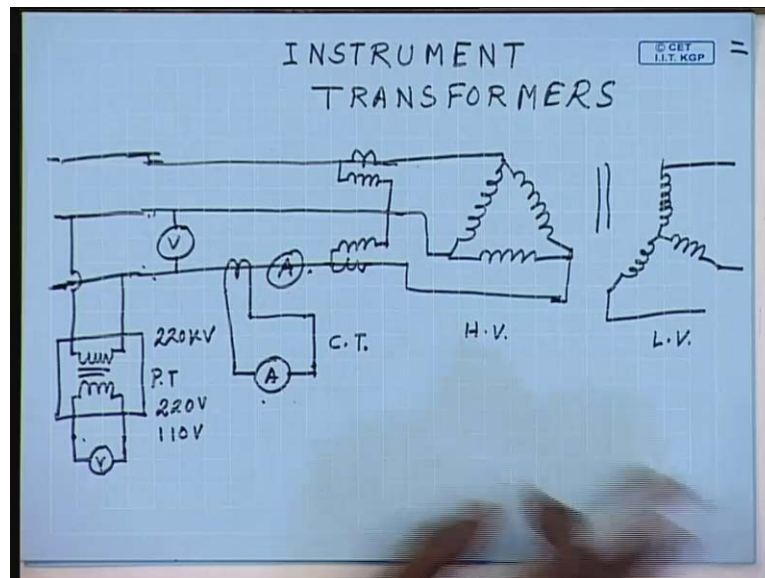 INSTRUMENT
© CET
I.I.T. KGP
TRANSFORMERS
V
A
220KV
P.T
220V
110V
V
A
C.T.
H.V.
L.V.